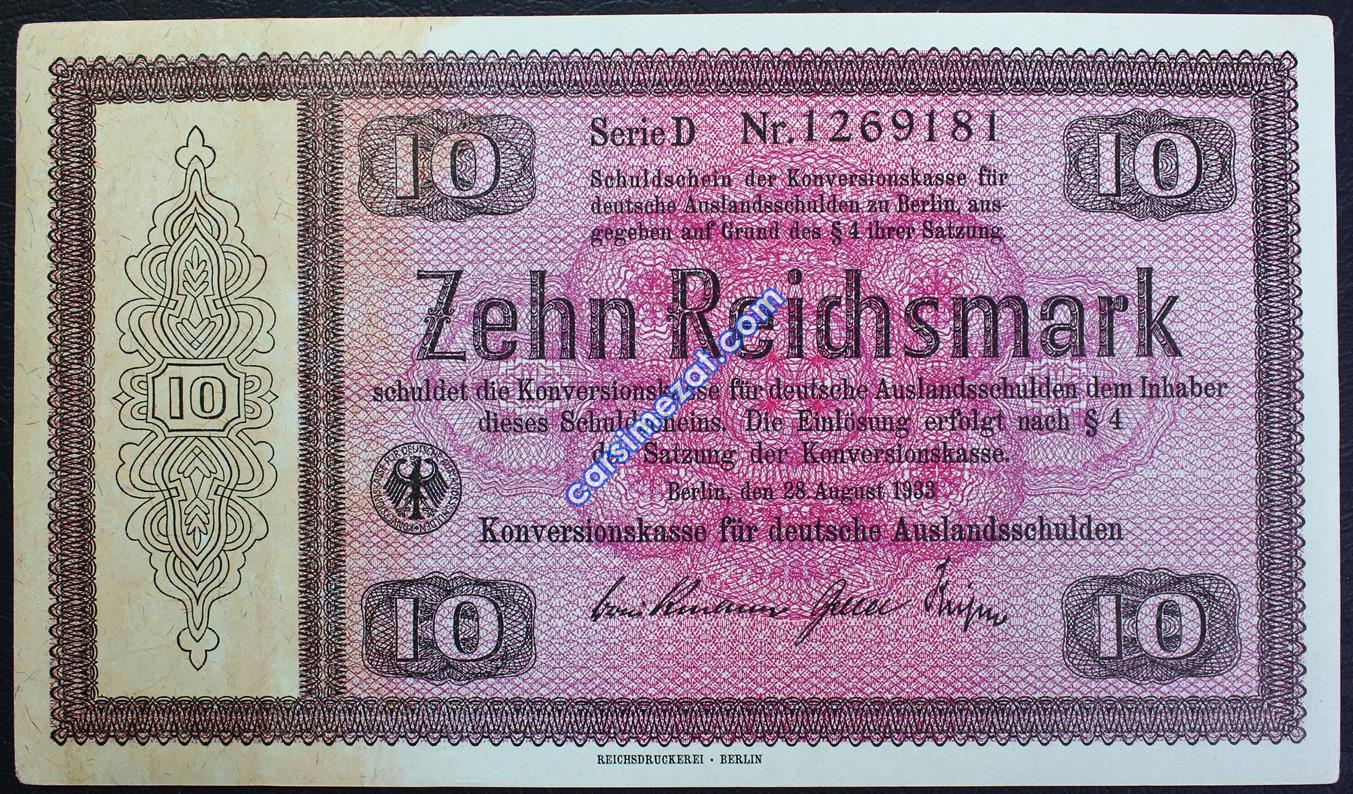 10
Serie D Nr. 1269181
10
Schuldschein der Konversionskasse für
deutsche Auslandsschulden zu Berlin, aus-
gegeben auf Grund des § 4 ihrer Satzung
Zehn Reichsmark
schuldet die Konversionskasse für deutsche Auslandsschulden dem Inhaber
dieses Schuldscheins. Die Einlösung erfolgt nach § 4
der Satzung der Konversionskasse.
10
Berlin, den 28. August 1933
Konversionskasse für deutsche Auslandsschulden
10
10
REICHSDRUCKEREI · BERLIN
carsimezat.com